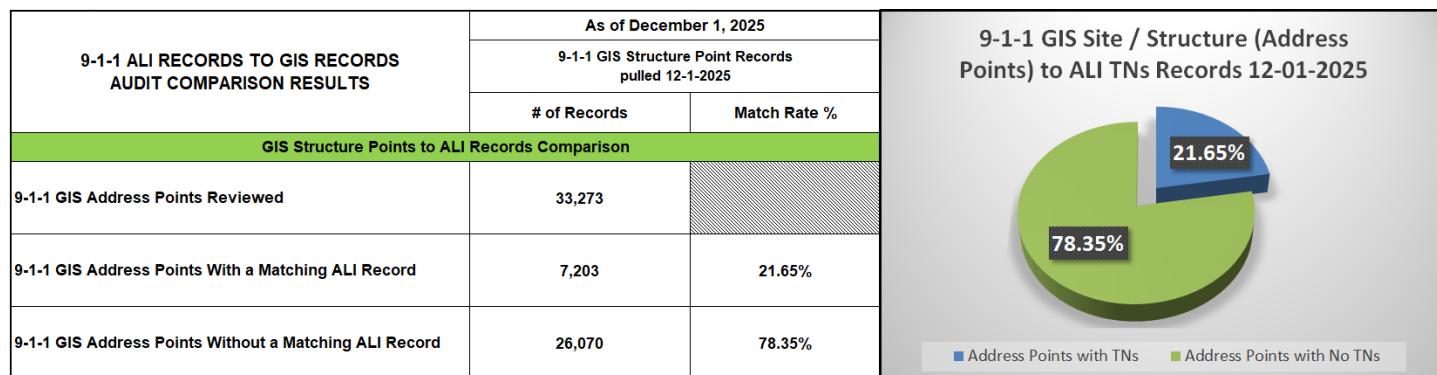 9-1-1 ALI RECORDS TO GIS RECORDS
AUDIT COMPARISON RESULTS
As of December 1, 2025
9-1-1 GIS Structure Point Records
pulled 12-1-2025
# of Records
Match Rate %
GIS Structure Points to ALI Records Comparison
9-1-1 GIS Address Points Reviewed
33,273
9-1-1 GIS Address Points With a Matching ALI Record
7,203
21.65%
9-1-1 GIS Address Points Without a Matching ALI Record
26,070
78.35%
9-1-1 GIS Site / Structure (Address
Points) to ALI TNs Records 12-01-2025
21.65%
78.35%
Address Points with TNs
Address Points with No TNs